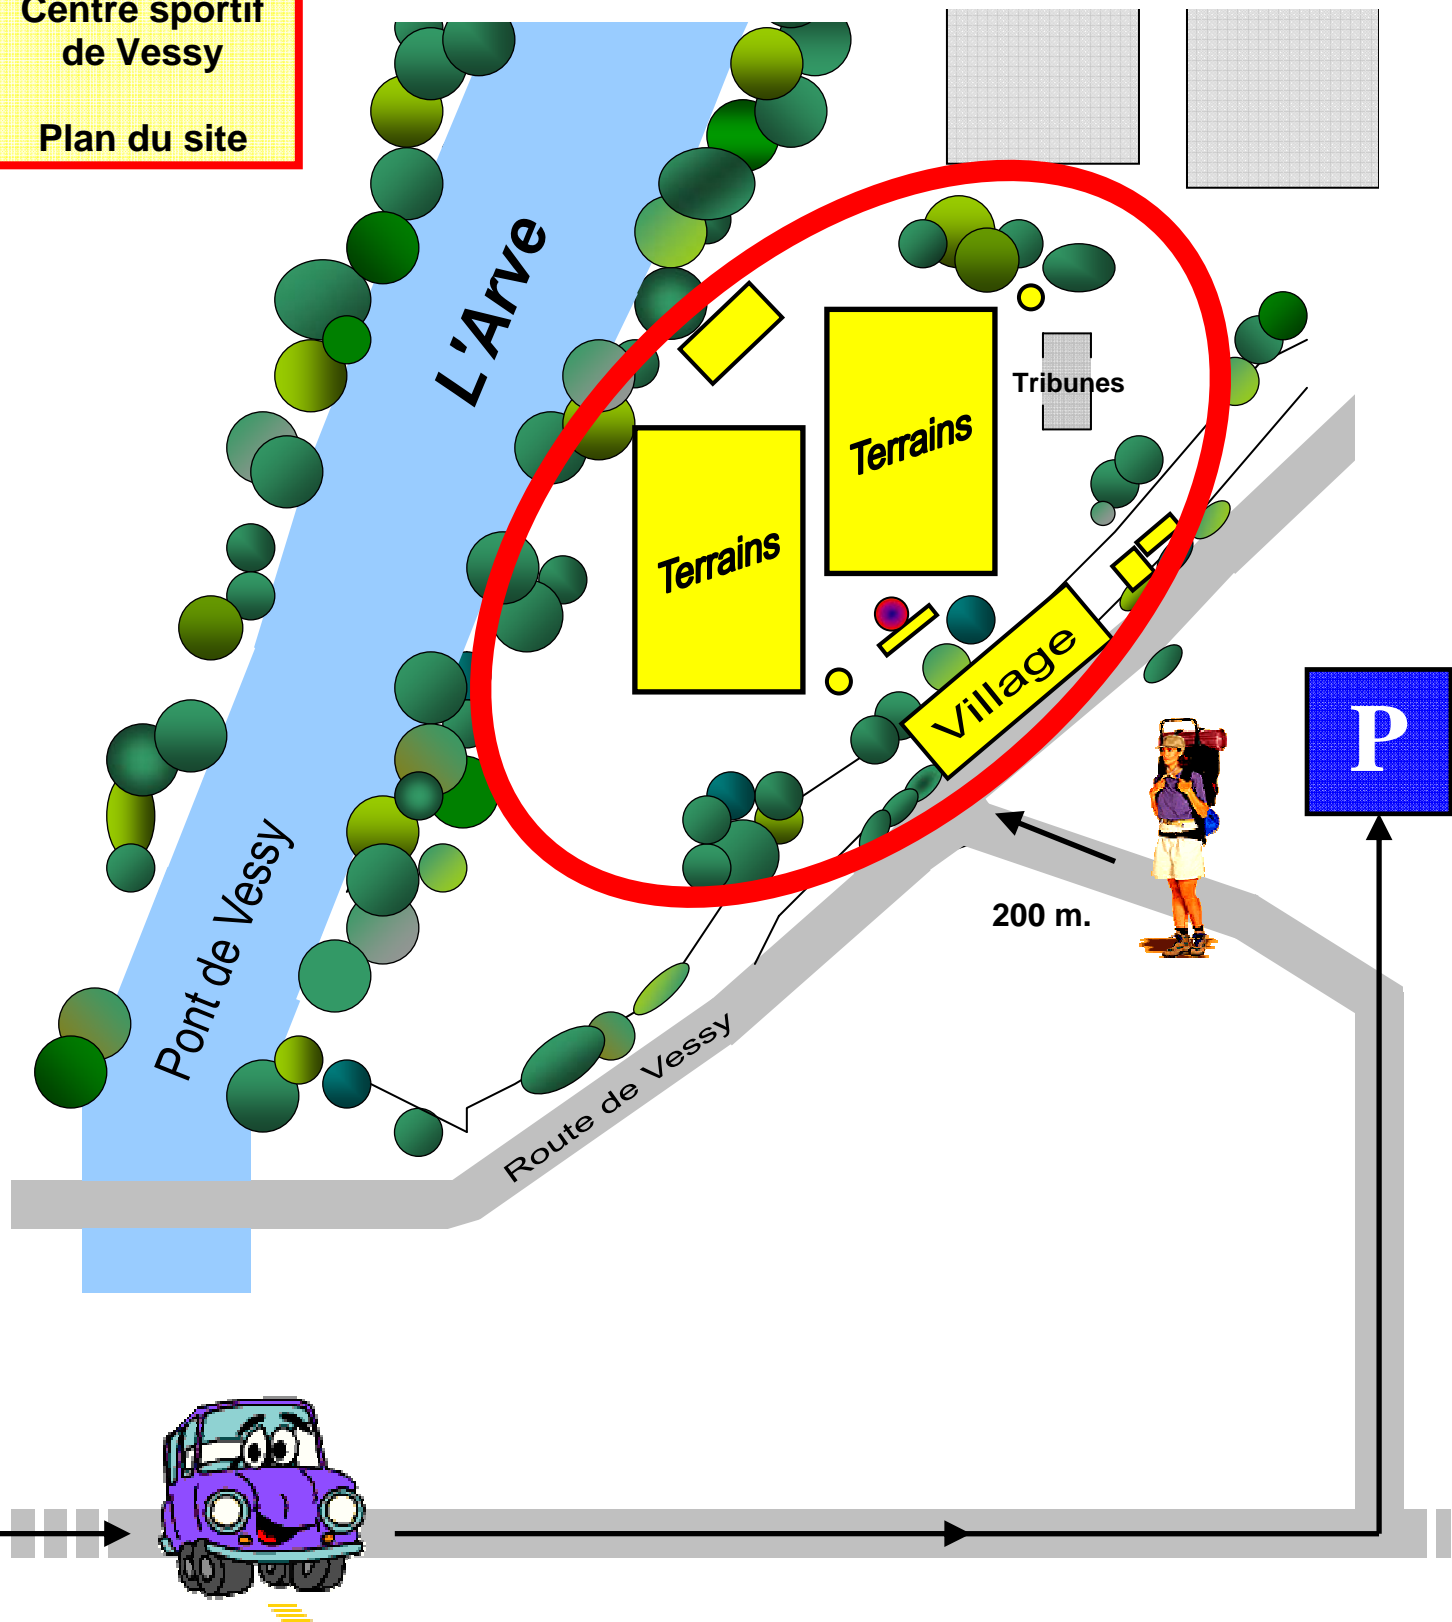 Centre sportif
de Vessy
Plan du site
L'Arve
Tribunes
Terrains
Terrains
Village
P
200 m.
Pont de Vessy
Route de Vessy